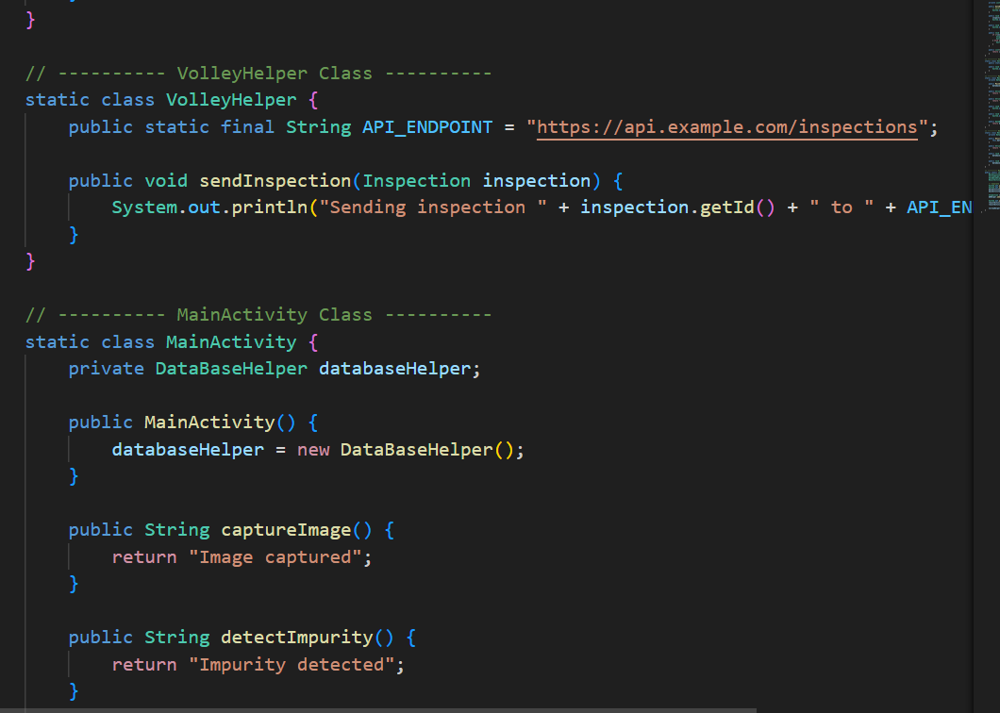 }
// ---------- VolleyHelper Class ----------
static class VolleyHelper {
    public static final String API_ENDPOINT = "https://api.example.com/inspections";
    public void sendInspection(Inspection inspection) {
        System.out.println("Sending inspection " + inspection.getId() + " to " + API_EN
    }
}
// ---------- MainActivity Class ----------
static class MainActivity {
    private DataBaseHelper databaseHelper;
    public MainActivity() {
        databaseHelper = new DataBaseHelper();
    }
    public String captureImage() {
        return "Image captured";
    }
    public String detectImpurity() {
        return "Impurity detected";
    }